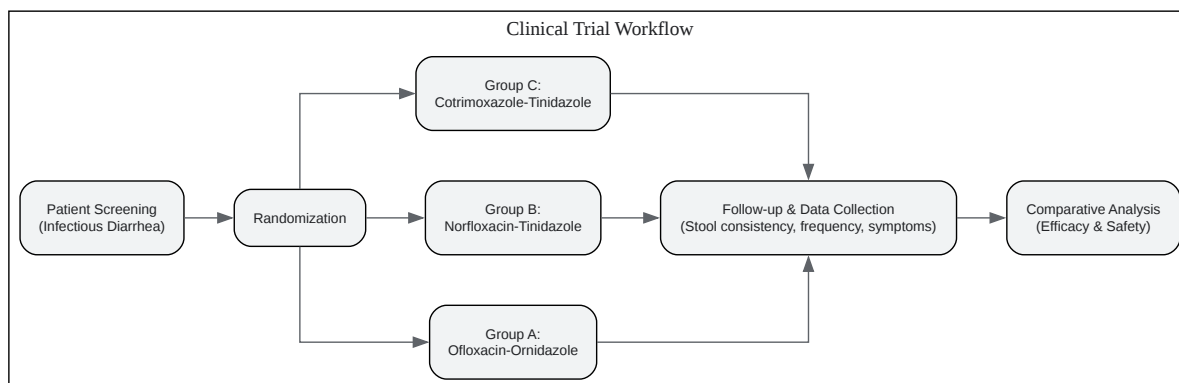 Clinical Trial Workflow
Group C:
Cotrimoxazole-Tinidazole
Patient Screening
(Infectious Diarrhea)
Randomization
Group B:
Norfloxacin-Tinidazole
Follow-up & Data Collection
(Stool consistency, frequency, symptoms)
Comparative Analysis
(Efficacy & Safety)
Group A:
Ofloxacin-Ornidazole